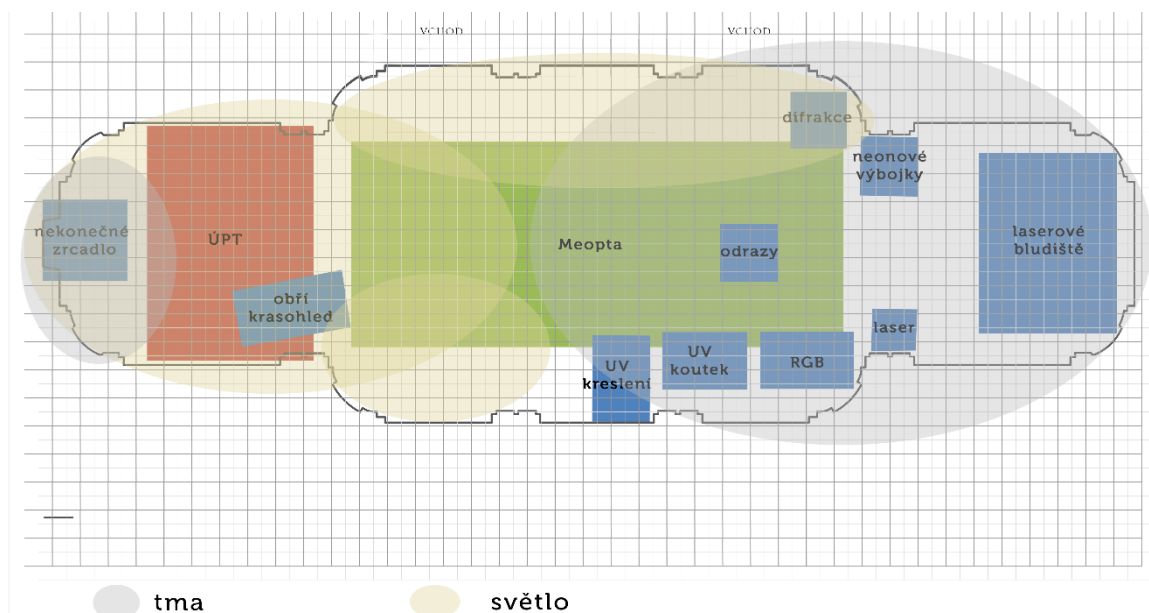 VCHOD
VCHOD
difrakce
neonové
výbojky
nekonečné
zrcadlo
ÚPT
Meopta
odrazy
laserové
bludiště
obří
krasohled
laser
UV
kreslení
UV
koutek
RGB
tma
světlo